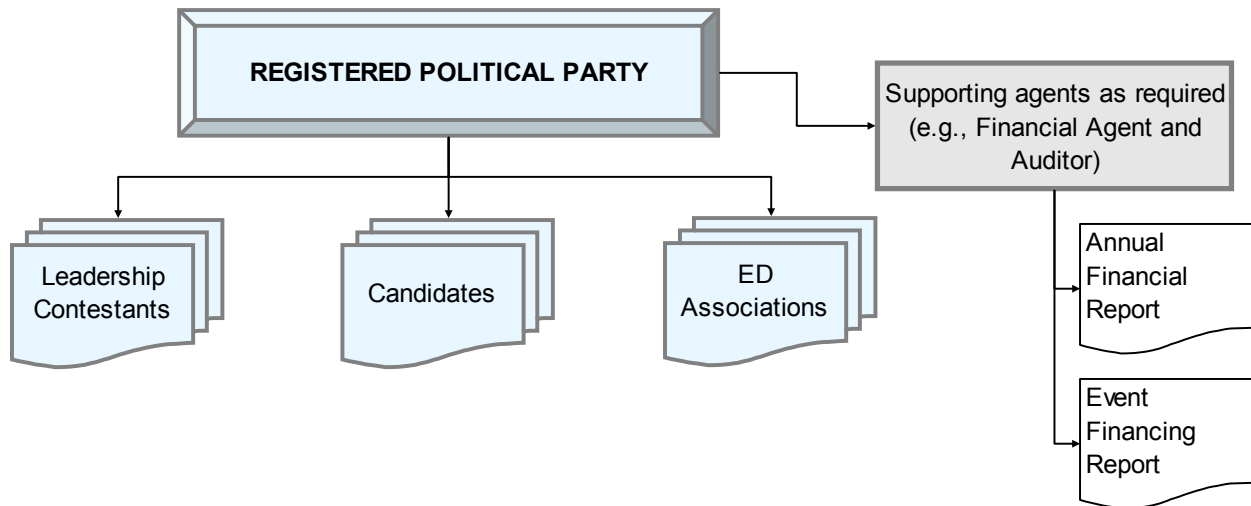 REGISTERED POLITICAL PARTY
Supporting agents as required
(e.g., Financial Agent and
Auditor)
Leadership
Contestants
Candidates
ED
Associations
Annual
Financial
Report
Event
Financing
Report